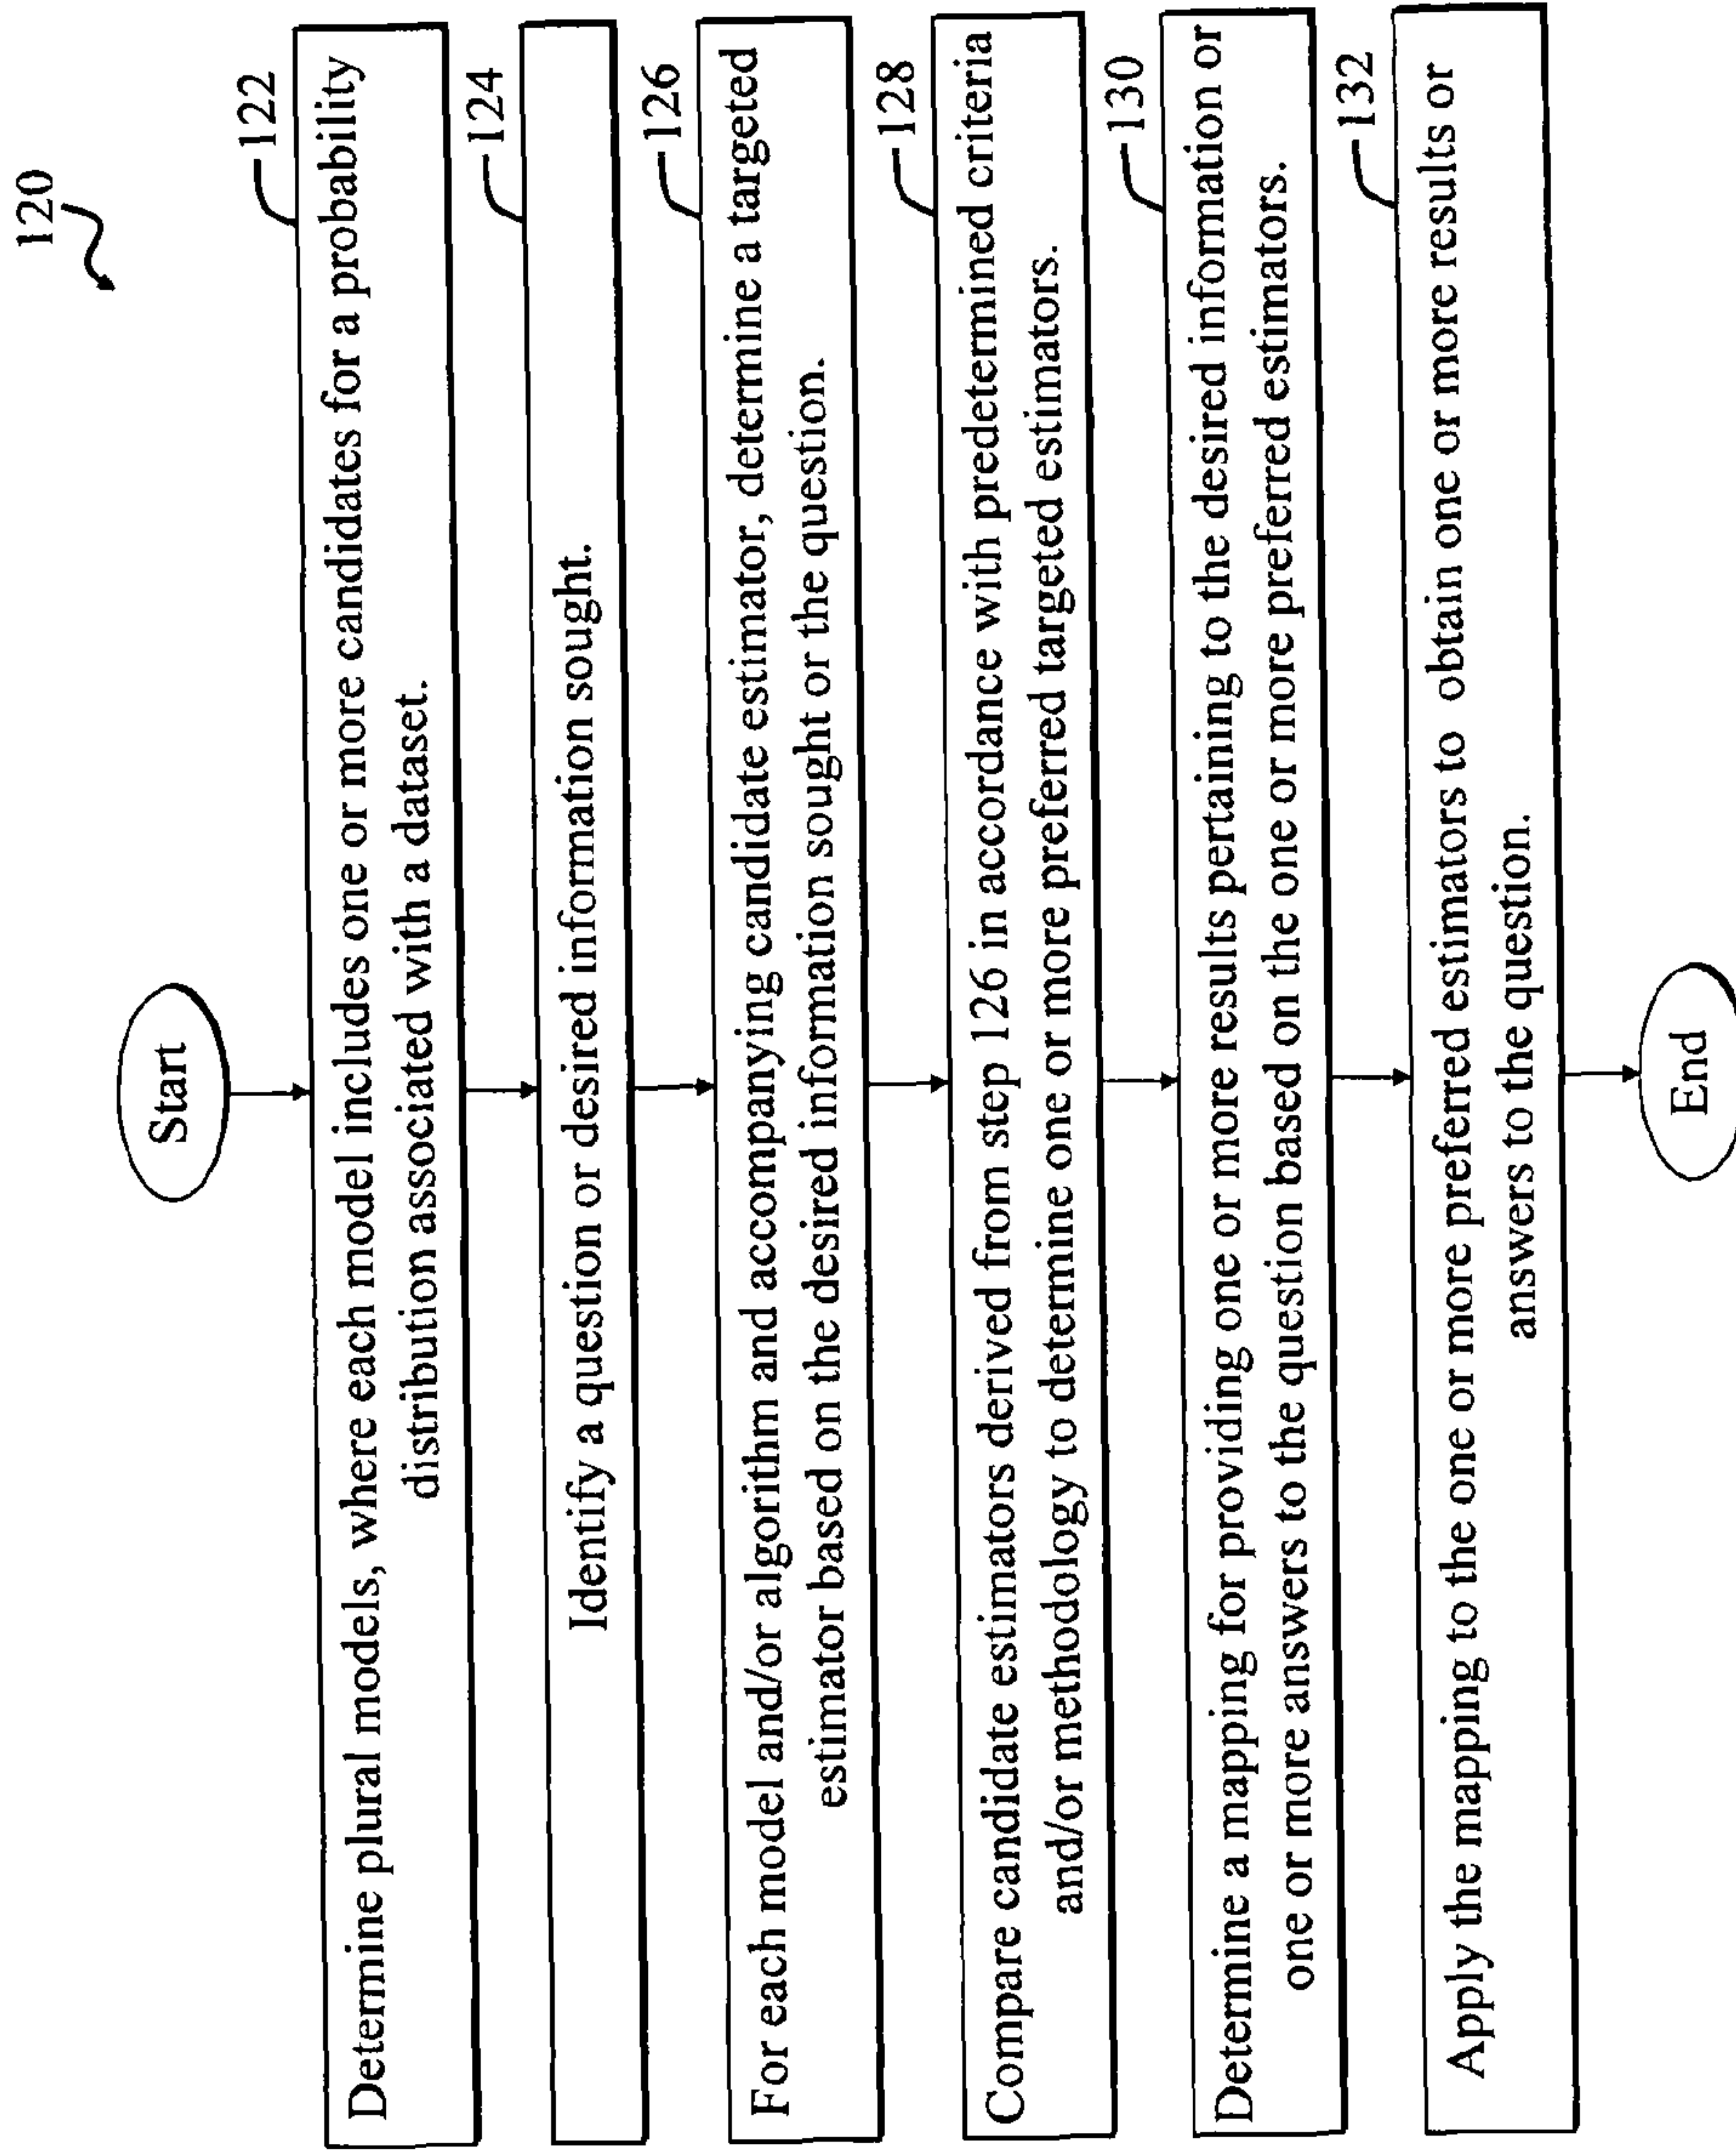 120
Start
122
Determine plural models, where each model includes one or more candidates for a probability
distribution associated with a dataset.
124
Identify a question or desired information sought.
126
For each model and/or algorithm and accompanying candidate estimator, determine a targeted
estimator based on the desired information sought or the question.
128
Compare candidate estimators derived from step 126 in accordance with predetermined criteria
and/or methodology to determine one or more preferred targeted estimators.
130
Determine a mapping for providing one or more results pertaining to the desired information or
one or more answers to the question based on the one or more preferred estimators.
132
Apply the mapping to the one or more preferred estimators to obtain one or more results or
answers to the question.
End